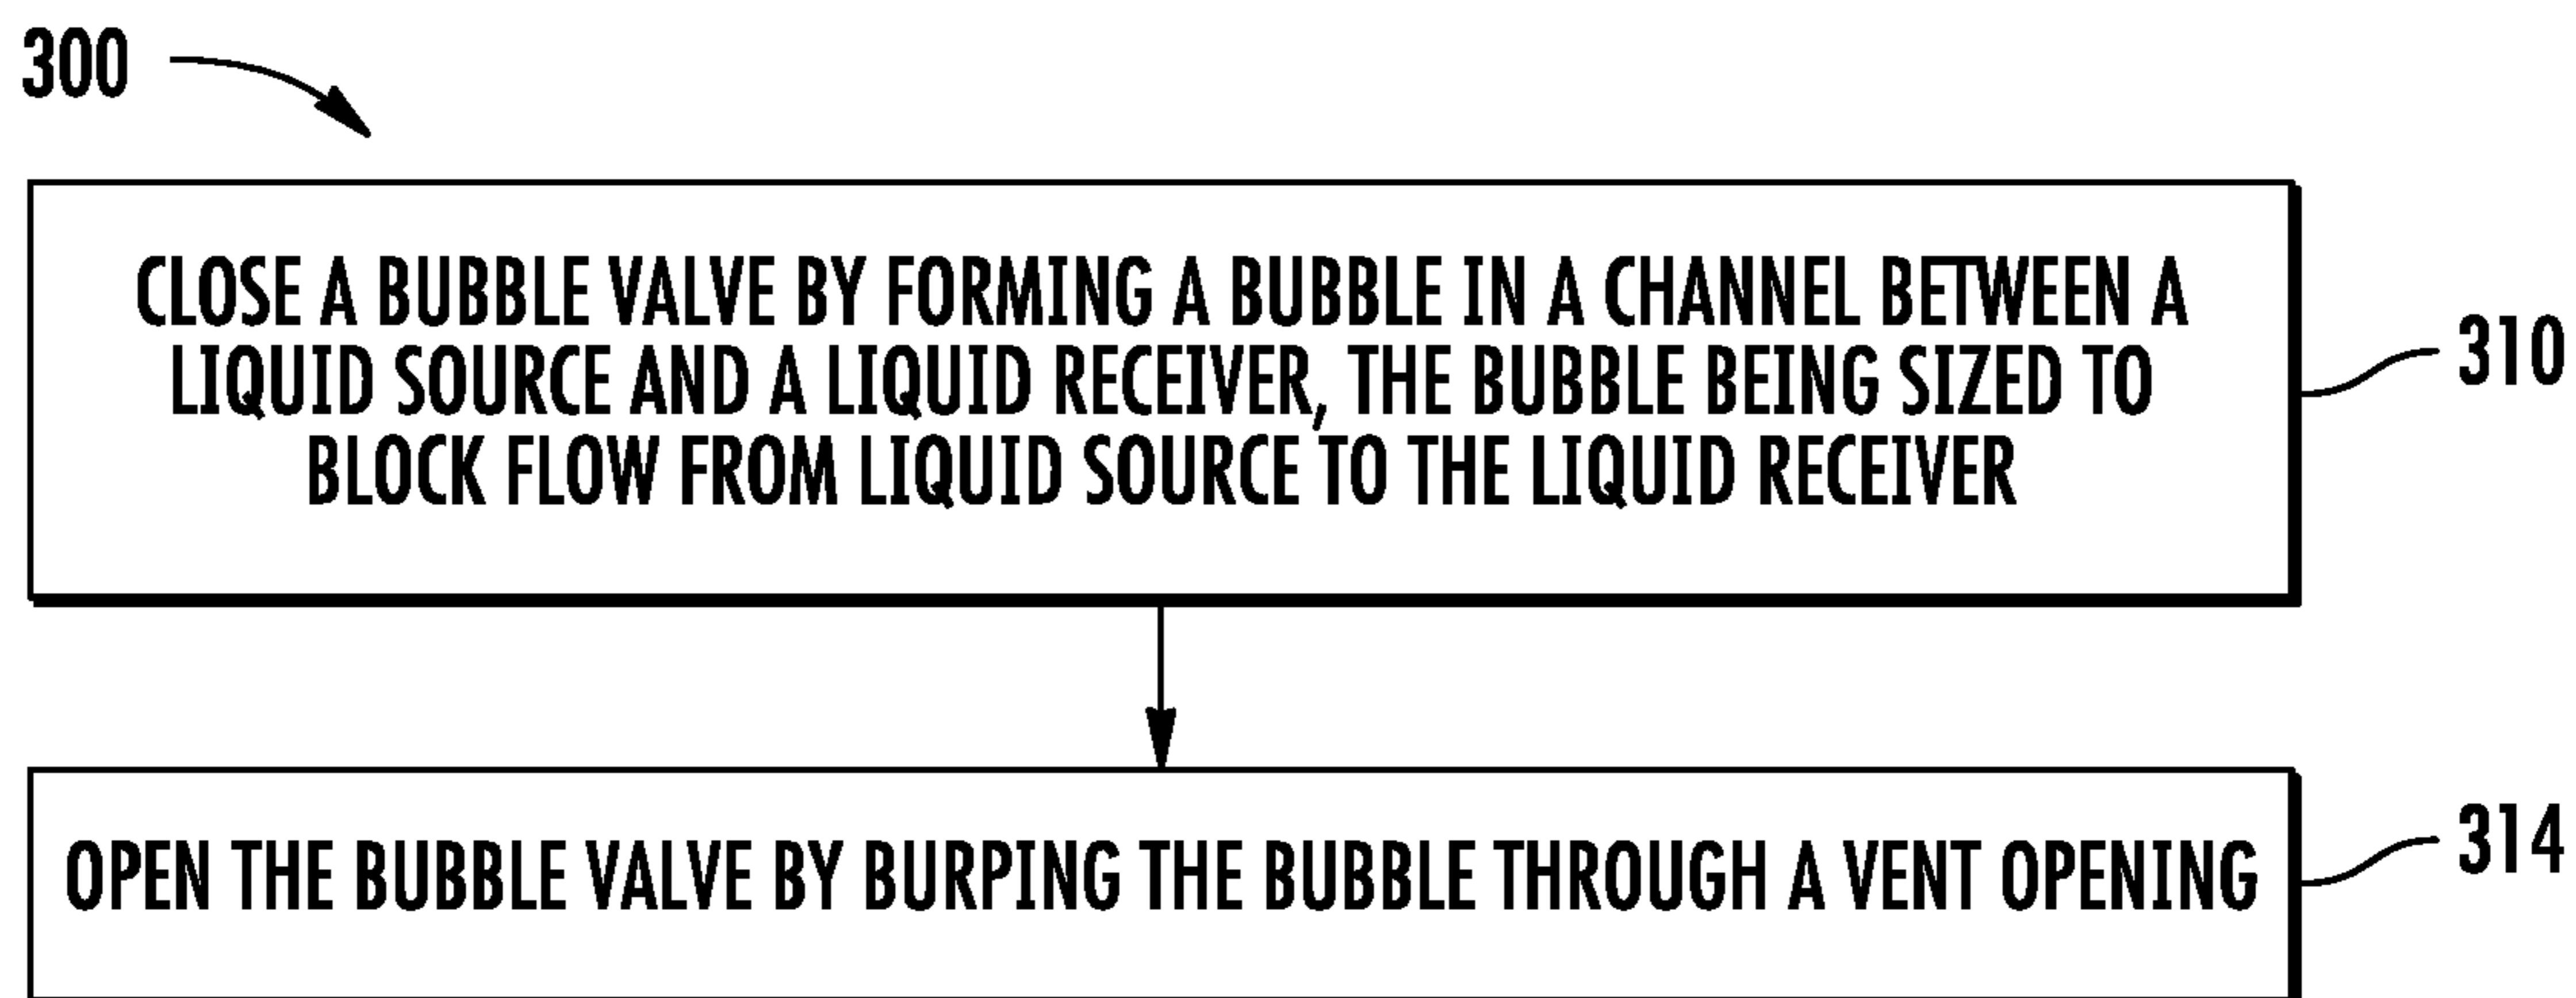 300
CLOSE A BUBBLE VALVE BY FORMING A BUBBLE IN A CHANNEL BETWEEN A
LIQUID SOURCE AND A LIQUID RECEIVER, THE BUBBLE BEING SIZED TO
BLOCK FLOW FROM LIQUID SOURCE TO THE LIQUID RECEIVER
310
OPEN THE BUBBLE VALVE BY BURPING THE BUBBLE THROUGH A VENT OPENING
314